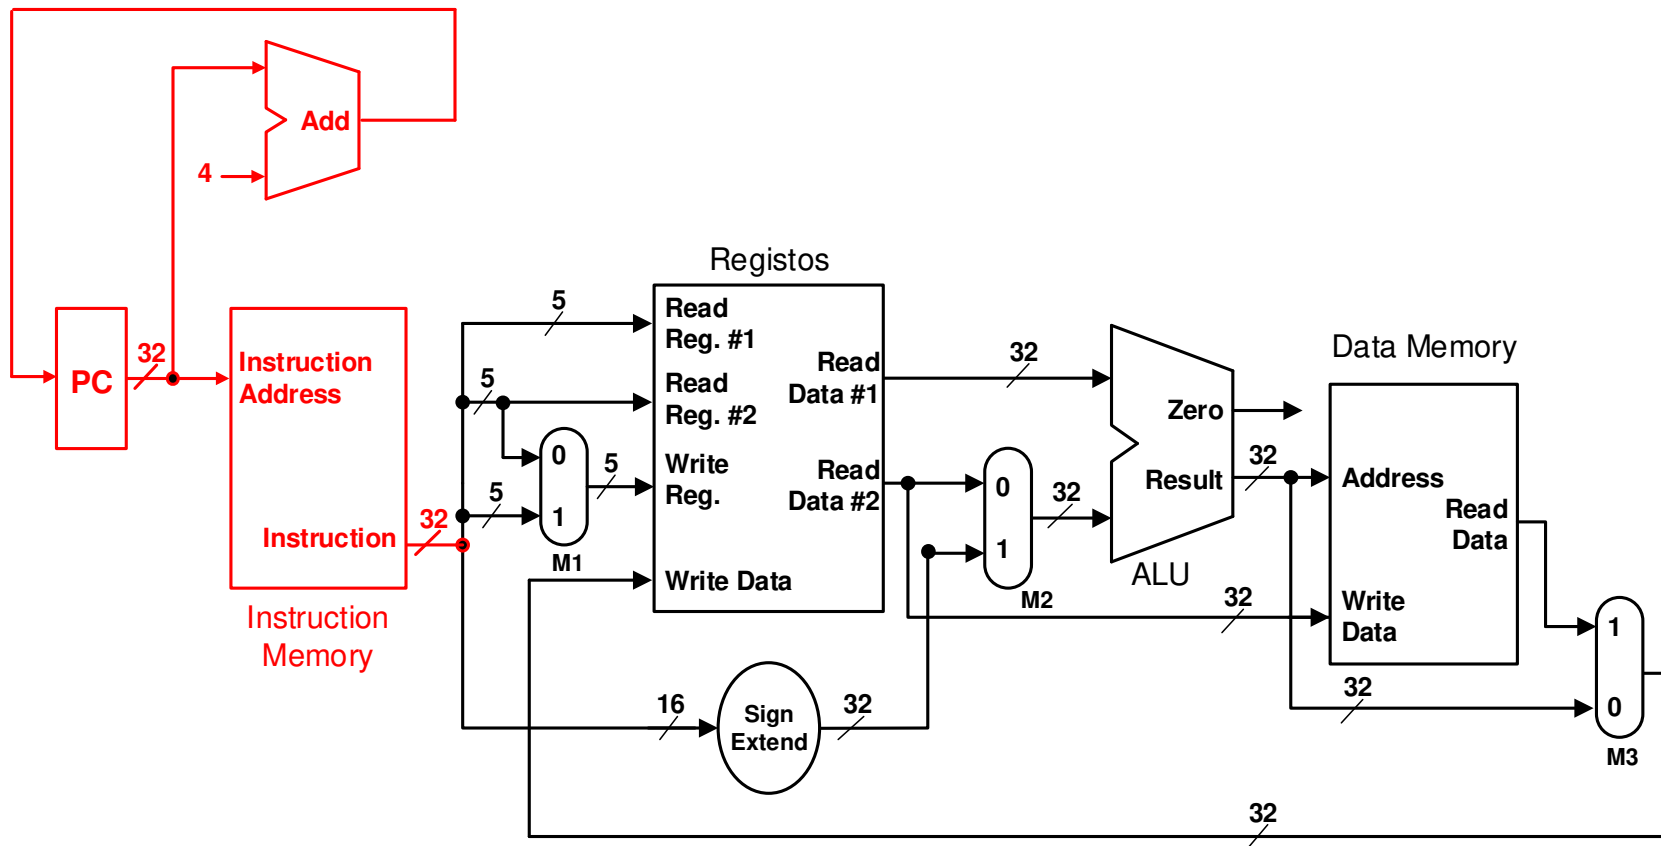 Add
4
PC
32
Instruction
Address
Instruction
32
Instruction
Memory
Registos
5
5
5
5
0
1
M1
Read
Reg. #1
Read
Reg. #2
Write
Reg.
Write Data
Read
Data #1
Read
Data #2
16
Sign
Extend
32
32
0
1
M2
32
Zero
Result
ALU
32
32
Data Memory
Address
Read
Data
Write
Data
32
1
0
M3
32